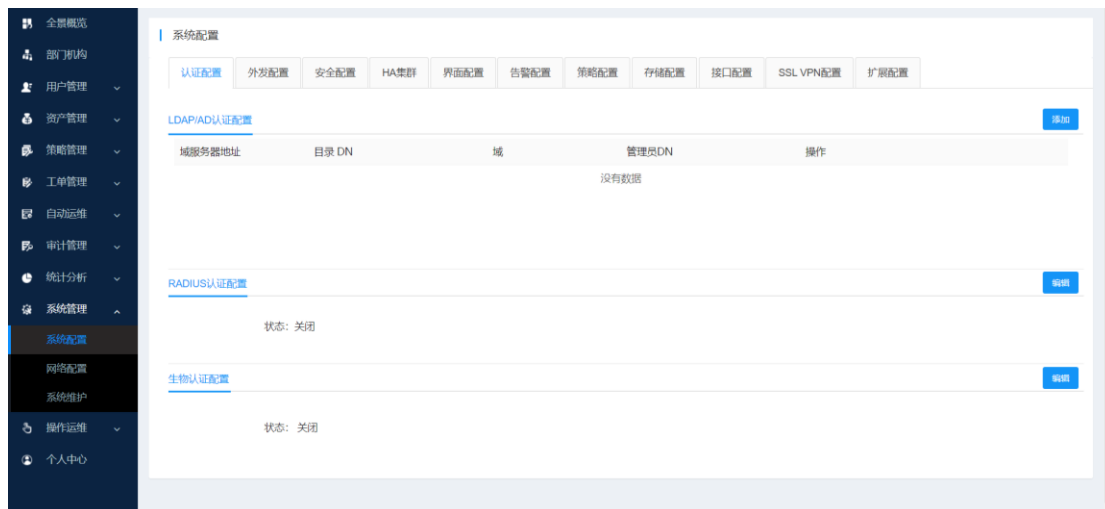 全景概览
部门机构
用户管理
资产管理
策略管理
工单管理
自动运维
审计管理
统计分析
系统管理
系统配置
网络配置
系统维护
操作运维
个人中心
系统配置
认证配置 外发配置 安全配置 HA集群 界面配置 告警配置 策略配置 存储配置 接口配置 SSL VPN配置 扩展配置
LDAP/AD认证配置 添加
域服务器地址 目录 DN 域 管理员DN 操作
没有数据
RADIUS认证配置 编辑
状态: 关闭
生物认证配置 编辑
状态: 关闭